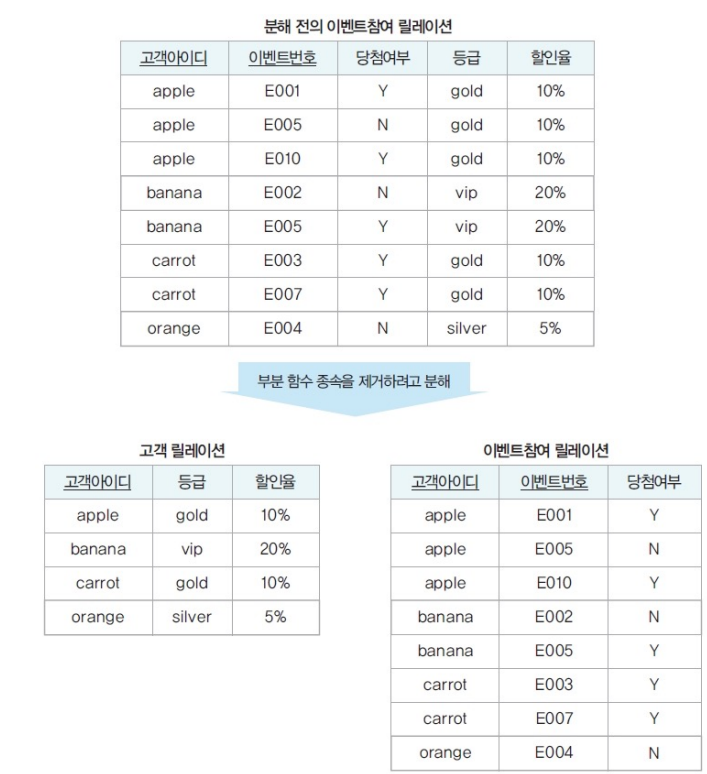 분해 전의 이벤트참여 릴레이션
고객아이디 이벤트번호 당첨여부 등급 할인율
apple E001 Y gold 10%
apple E005 N gold 10%
apple E010 Y gold 10%
banana E002 N vip 20%
banana E005 Y vip 20%
carrot E003 Y gold 10%
carrot E007 Y gold 10%
orange E004 N silver 5%
부분 함수 종속을 제거하려고 분해
고객 릴레이션
고객아이디 등급 할인율
apple gold 10%
banana vip 20%
carrot gold 10%
orange silver 5%
이벤트참여 릴레이션
고객아이디 이벤트번호 당첨여부
apple E001 Y
apple E005 N
apple E010 Y
banana E002 N
banana E005 Y
carrot E003 Y
carrot E007 Y
orange E004 N